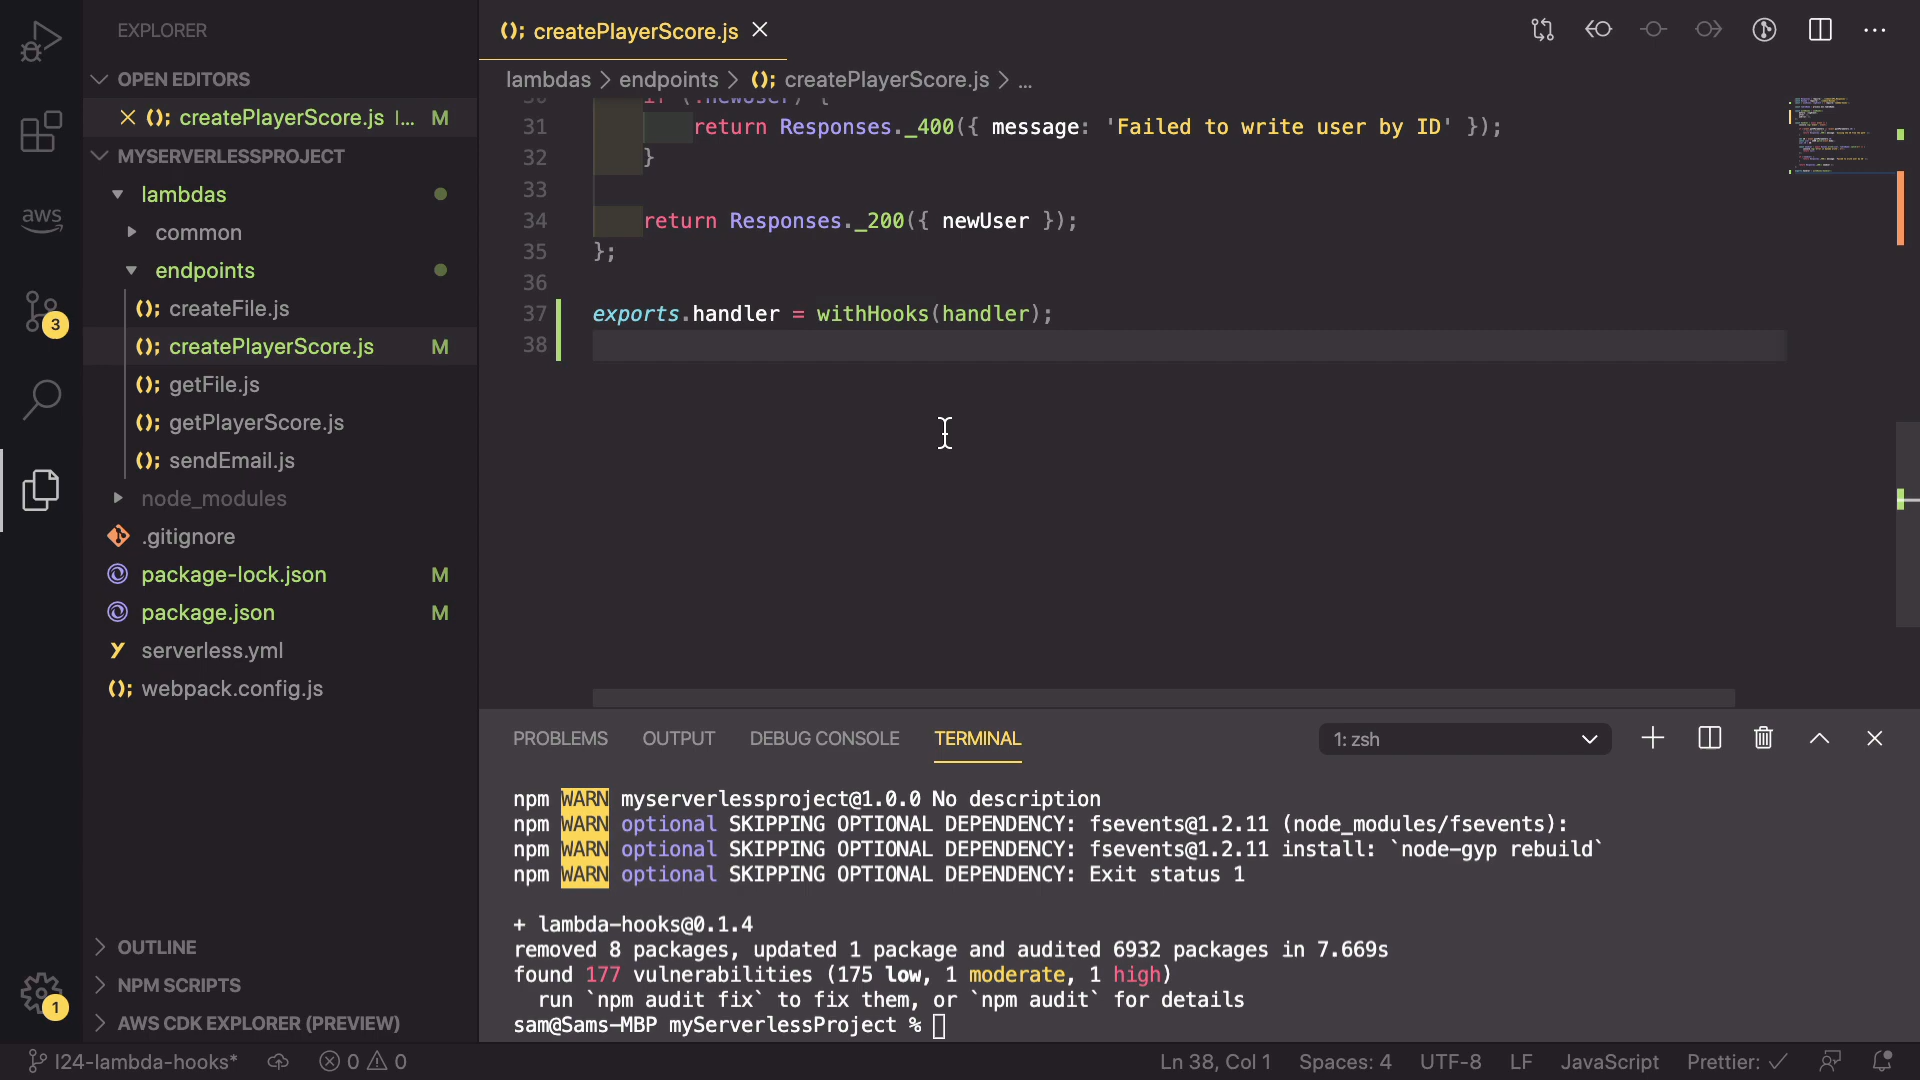 EXPLORER
OPEN EDITORS
createPlayerScore.js l... M
MYSERVERLESSPROJECT
lambdas
common
endpoints
createFile.js
createPlayerScore.js M
getFile.js
getPlayerScore.js
sendEmail.js
node_modules
.gitignore
package-lock.json M
package.json M
serverless.yml
webpack.config.js
OUTLINE
NPM SCRIPTS
AWS CDK EXPLORER (PREVIEW)
aws
3
1
createPlayerScore.js
lambdas > endpoints > createPlayerScore.js > ...
31 return Responses._400({ message: 'Failed to write user by ID' });
32 }
33
34 return Responses._200({ newUser });
35 };
36
37 exports.handler = withHooks(handler);
38
PROBLEMS OUTPUT DEBUG CONSOLE TERMINAL 1: zsh
npm WARN myserverlessproject@1.0.0 No description
npm WARN optional SKIPPING OPTIONAL DEPENDENCY: fsevents@1.2.11 (node_modules/fsevents):
npm WARN optional SKIPPING OPTIONAL DEPENDENCY: fsevents@1.2.11 install: `node-gyp rebuild`
npm WARN optional SKIPPING OPTIONAL DEPENDENCY: Exit status 1
+ lambda-hooks@0.1.4
removed 8 packages, updated 1 package and audited 6932 packages in 7.669s
found 177 vulnerabilities (175 low, 1 moderate, 1 high)
run `npm audit fix` to fix them, or `npm audit` for details
sam@Sams-MBP myServerlessProject %
l24-lambda-hooks* 0 0 Ln 38, Col 1 Spaces: 4 UTF-8 LF JavaScript Prettier: ✓